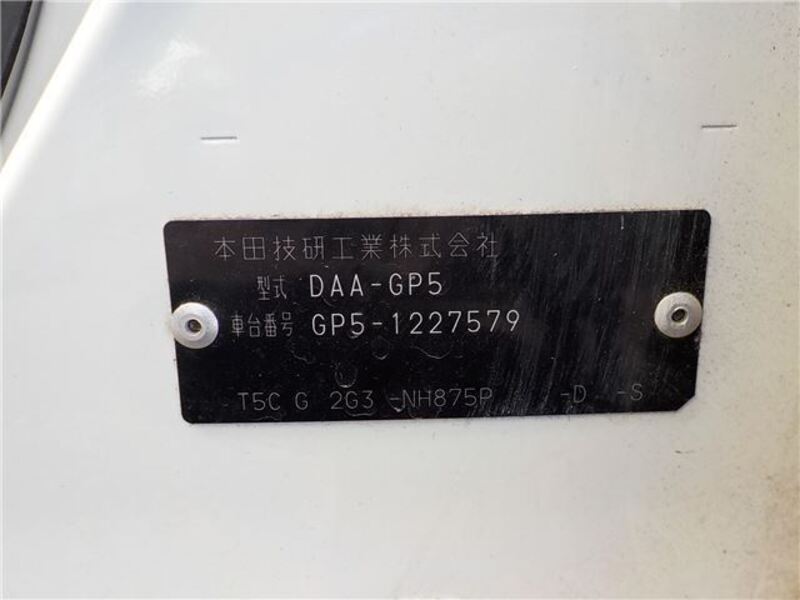 本田技研工業株式会社
型式 DAA-GP5
車台番号 GP5-1227579
T5C G 2G3 -NH875P -D -S